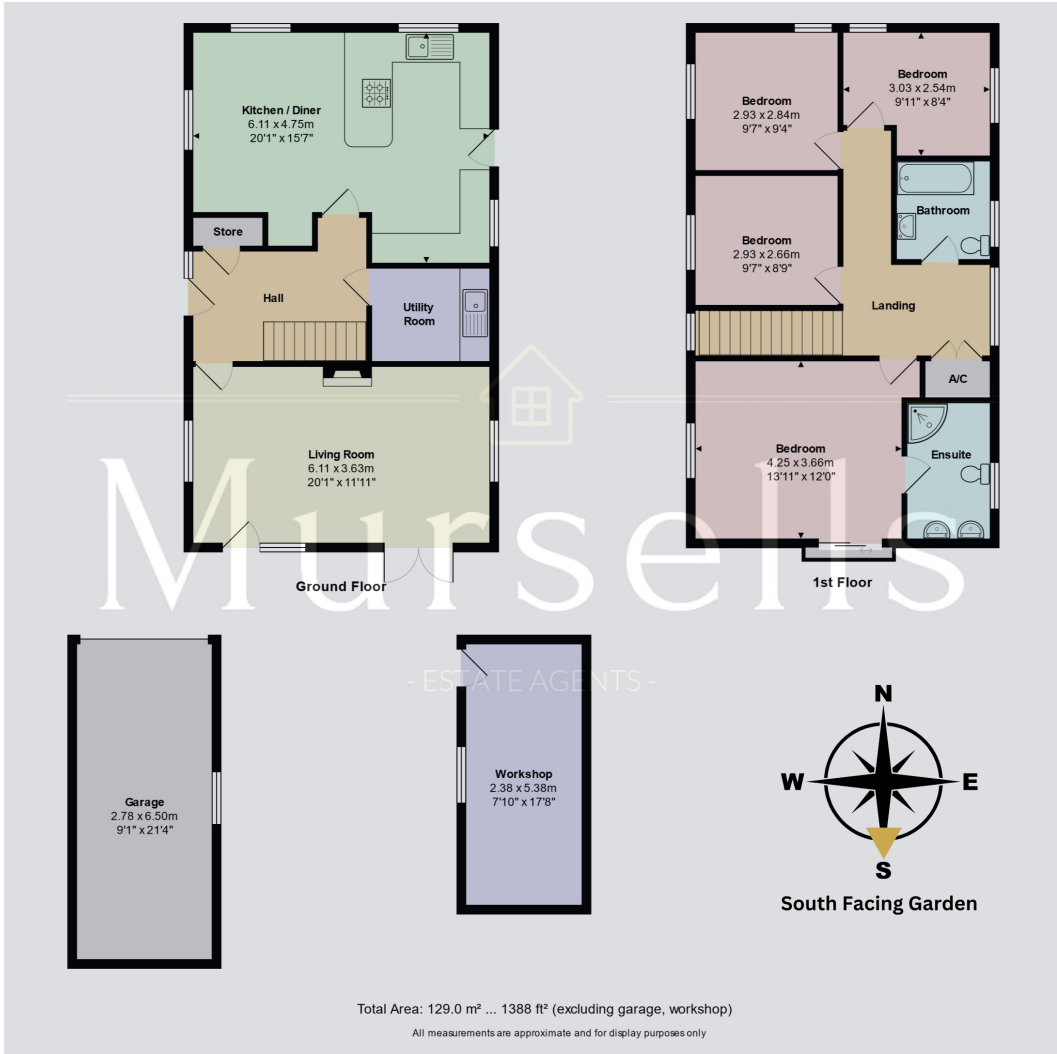 Kitchen / Diner
6.11 x 4.75m
20'1" x 15'7"
Store
Hall
Utility
Room
Living Room
6.11 x 3.63m
20'1" x 11'11"
Ground Floor
Bedroom
2.93 x 2.84m
9'7" x 9'4"
Bedroom
3.03 x 2.54m
9'11" x 8'4"
Bathroom
Bedroom
2.93 x 2.66m
9'7" x 8'9"
Landing
A/C
Bedroom
4.25 x 3.66m
13'11" x 12'0"
Ensuite
1st Floor
Mursells
- ESTATE AGENTS -
Garage
2.78 x 6.50m
9'1" x 21'4"
Workshop
2.38 x 5.38m
7'10" x 17'8"
N
W E
S
South Facing Garden
Total Area: 129.0 m² ... 1388 ft² (excluding garage, workshop)
All measurements are approximate and for display purposes only